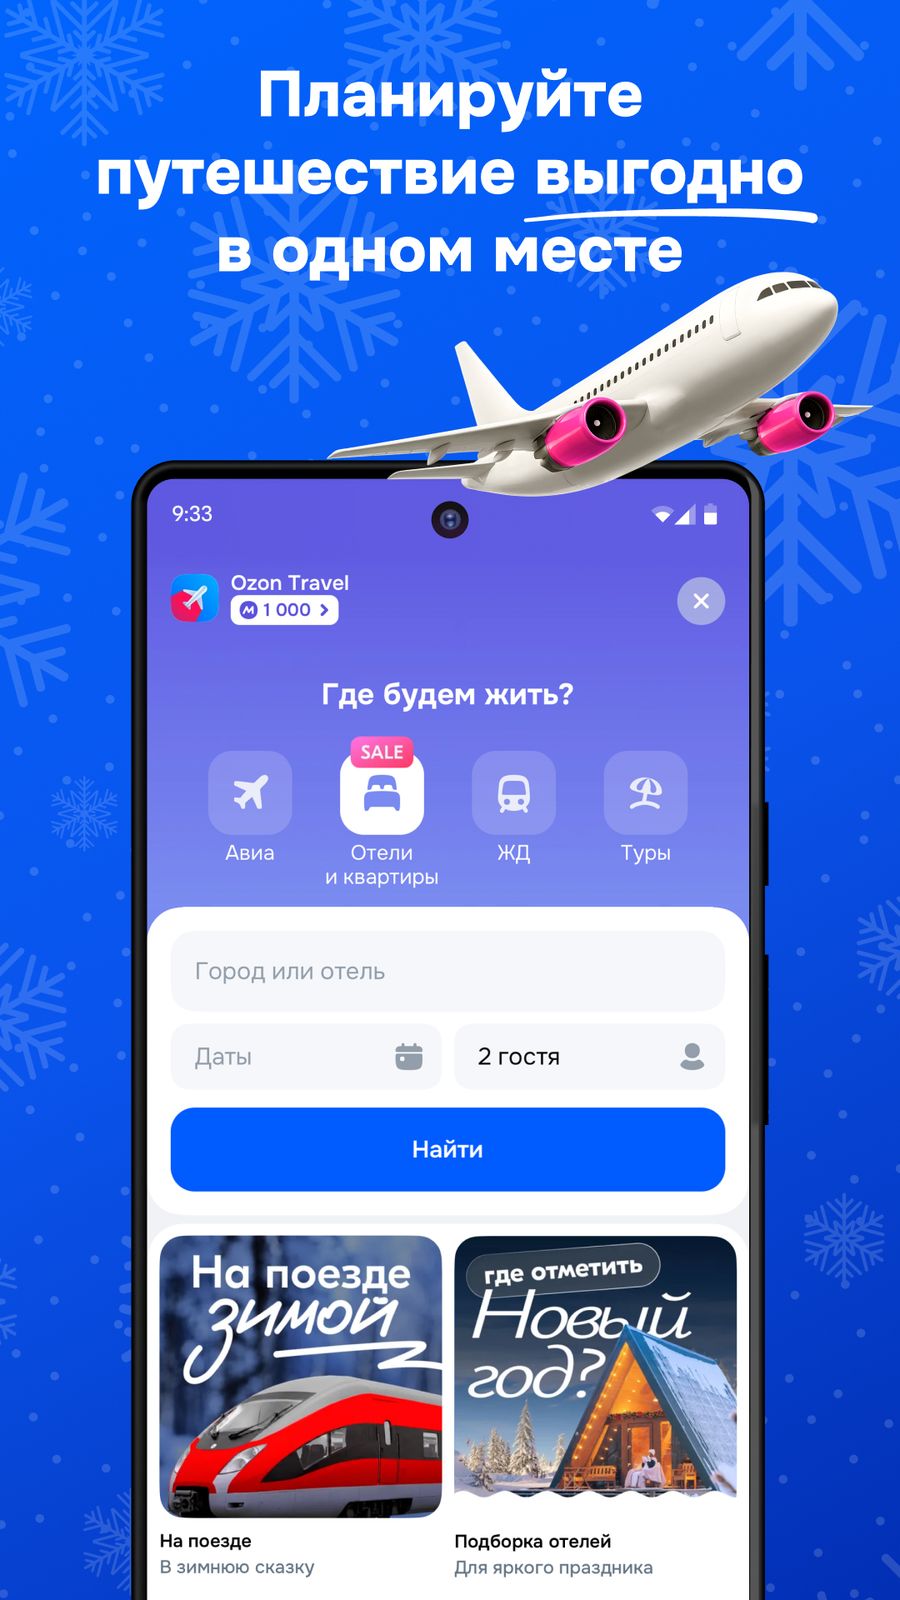 Планируйте
путешествие выгодно
в одном месте
9:33
Ozon Travel
1 000
Где будем жить?
SALE
Авиа
Отели
и квартиры
ЖД
Туры
Город или отель
Даты
2 гостя
Найти
На поезде
зимой
где отметить
Новый
год?
На поезде
В зимнюю сказку
Подборка отелей
Для яркого праздника